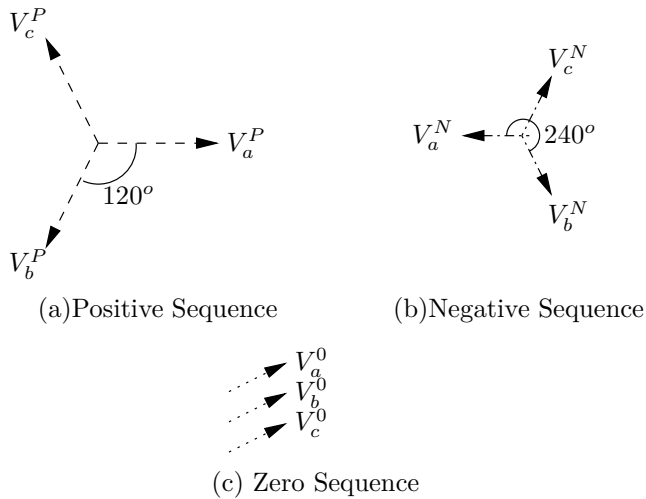 V_c^P
V_a^P
120^o
V_b^P
(a)Positive Sequence
V_c^N
V_a^N
240^o
V_b^N
(b)Negative Sequence
V_a^0
V_b^0
V_c^0
(c) Zero Sequence